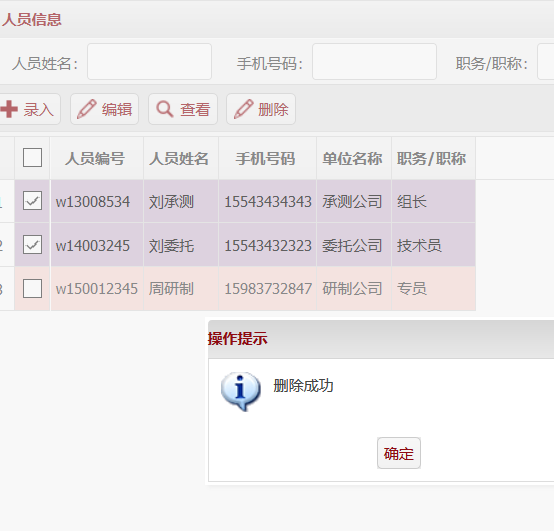 人员信息
人员姓名： 手机号码： 职务/职称：
录入 编辑 查看 删除
人员编号 人员姓名 手机号码 单位名称 职务/职称
1 w13008534 刘承测 15543434343 承测公司 组长
2 w14003245 刘委托 15543432323 委托公司 技术员
3 w150012345 周研制 15983732847 研制公司 专员
操作提示
删除成功
确定